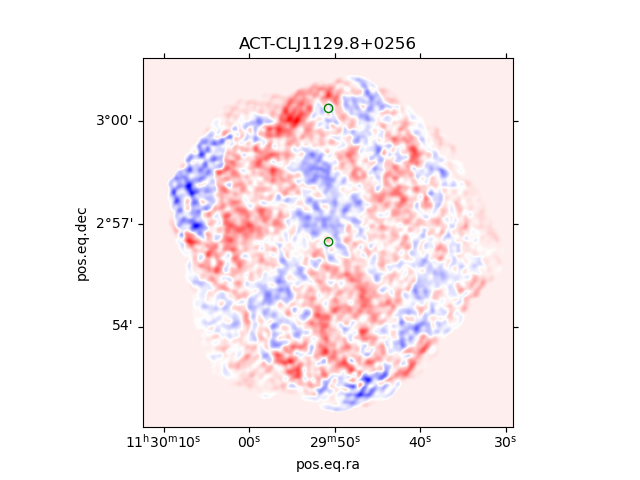 ACT-CLJ1129.8+0256
3°00'
2°57'
54'
pos.eq.dec
11ʰ30ᵐ10ˢ 00ˢ 29ᵐ50ˢ 40ˢ 30ˢ
pos.eq.ra